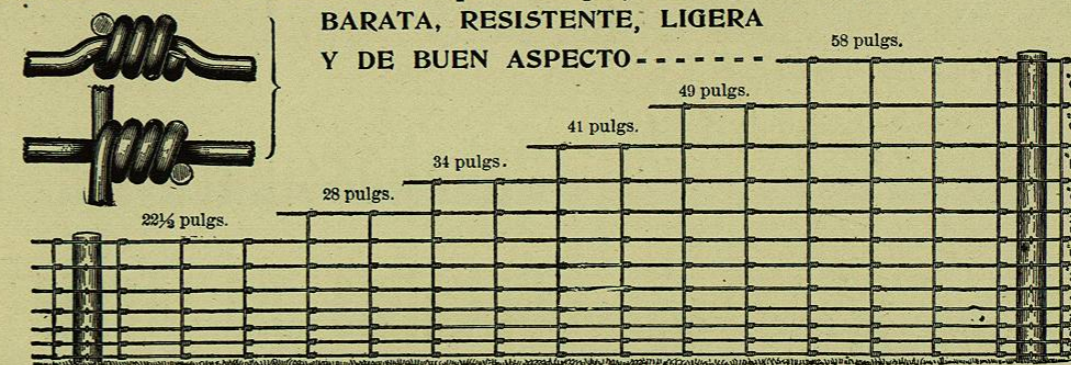 BARATA, RESISTENTE, LIGERA
Y DE BUEN ASPECTO
58 pulgs.
49 pulgs.
41 pulgs.
34 pulgs.
28 pulgs.
22½ pulgs.